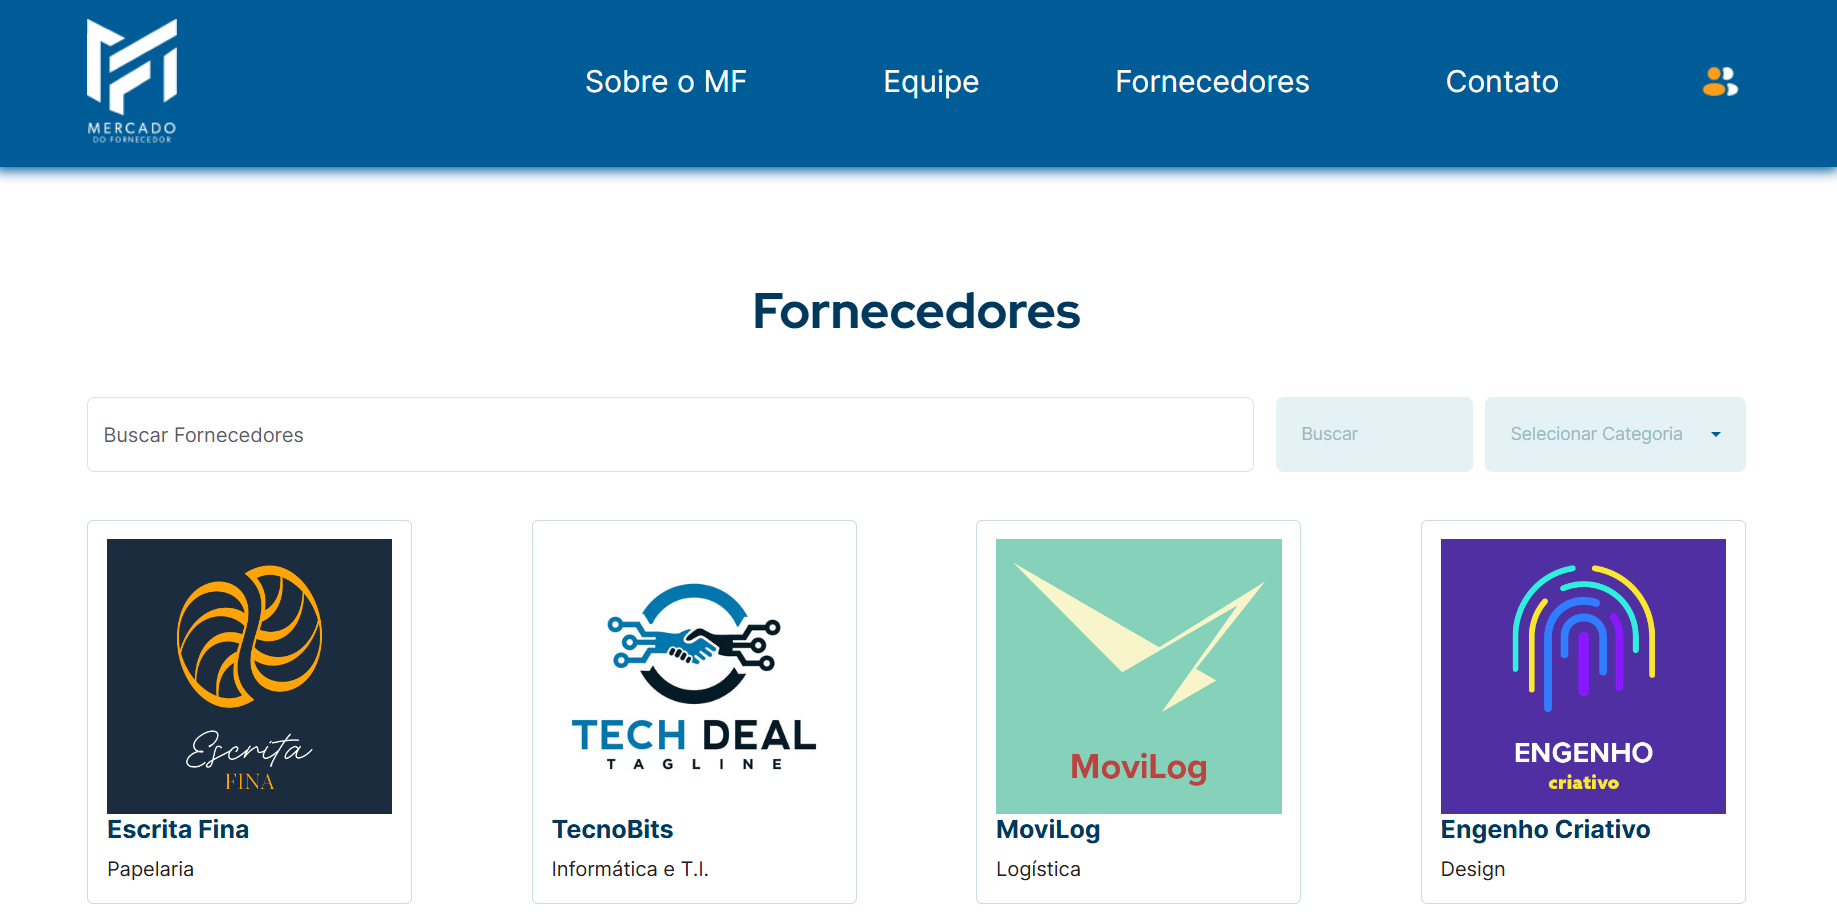 MERCADO
DO FORNECEDOR
Sobre o MF
Equipe
Fornecedores
Contato
Fornecedores
Buscar Fornecedores
Buscar
Selecionar Categoria
Escrita
FINA
Escrita Fina
Papelaria
TECH DEAL
TAGLINE
TecnoBits
Informática e T.I.
MoviLog
MoviLog
Logística
ENGENHO
criativo
Engenho Criativo
Design